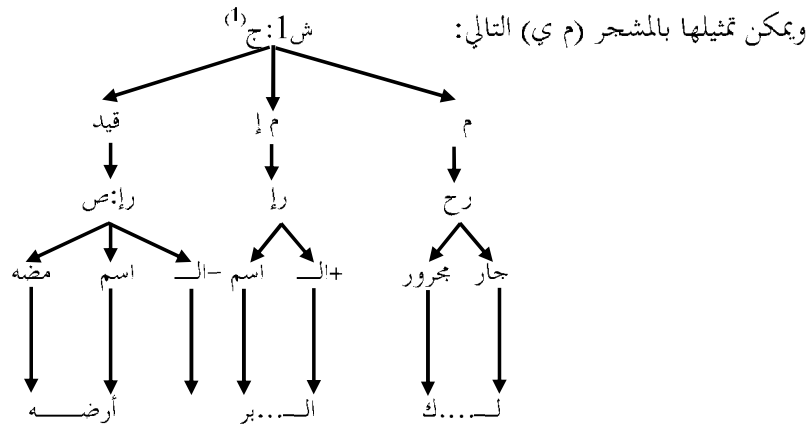 ويمكن تمثيلها بالمشجر (م ي) التالي:
ش1:ج(1)
م م إ قيد
رح رإ رإ:ص
جار مجرور +الـ اسم -الـ اسم مضه
لـ....ك الـ...بر أرضـــه